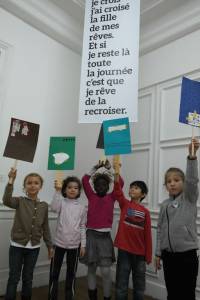 je crois
j'ai croisé
la fille
de mes
rêves.
Et si
je reste là
toute
la journée
c'est que
je rêve
de la
recroiser.